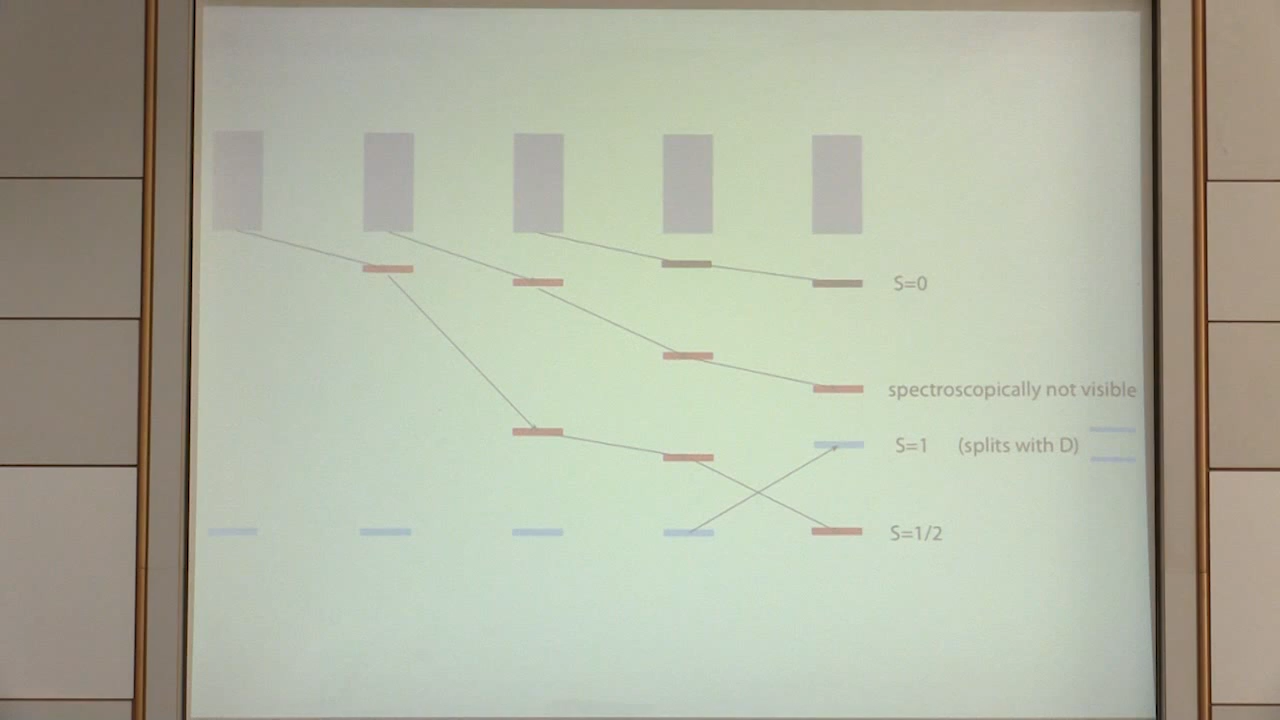 S=0
spectroscopically not visible
S=1 (splits with D)
S=1/2